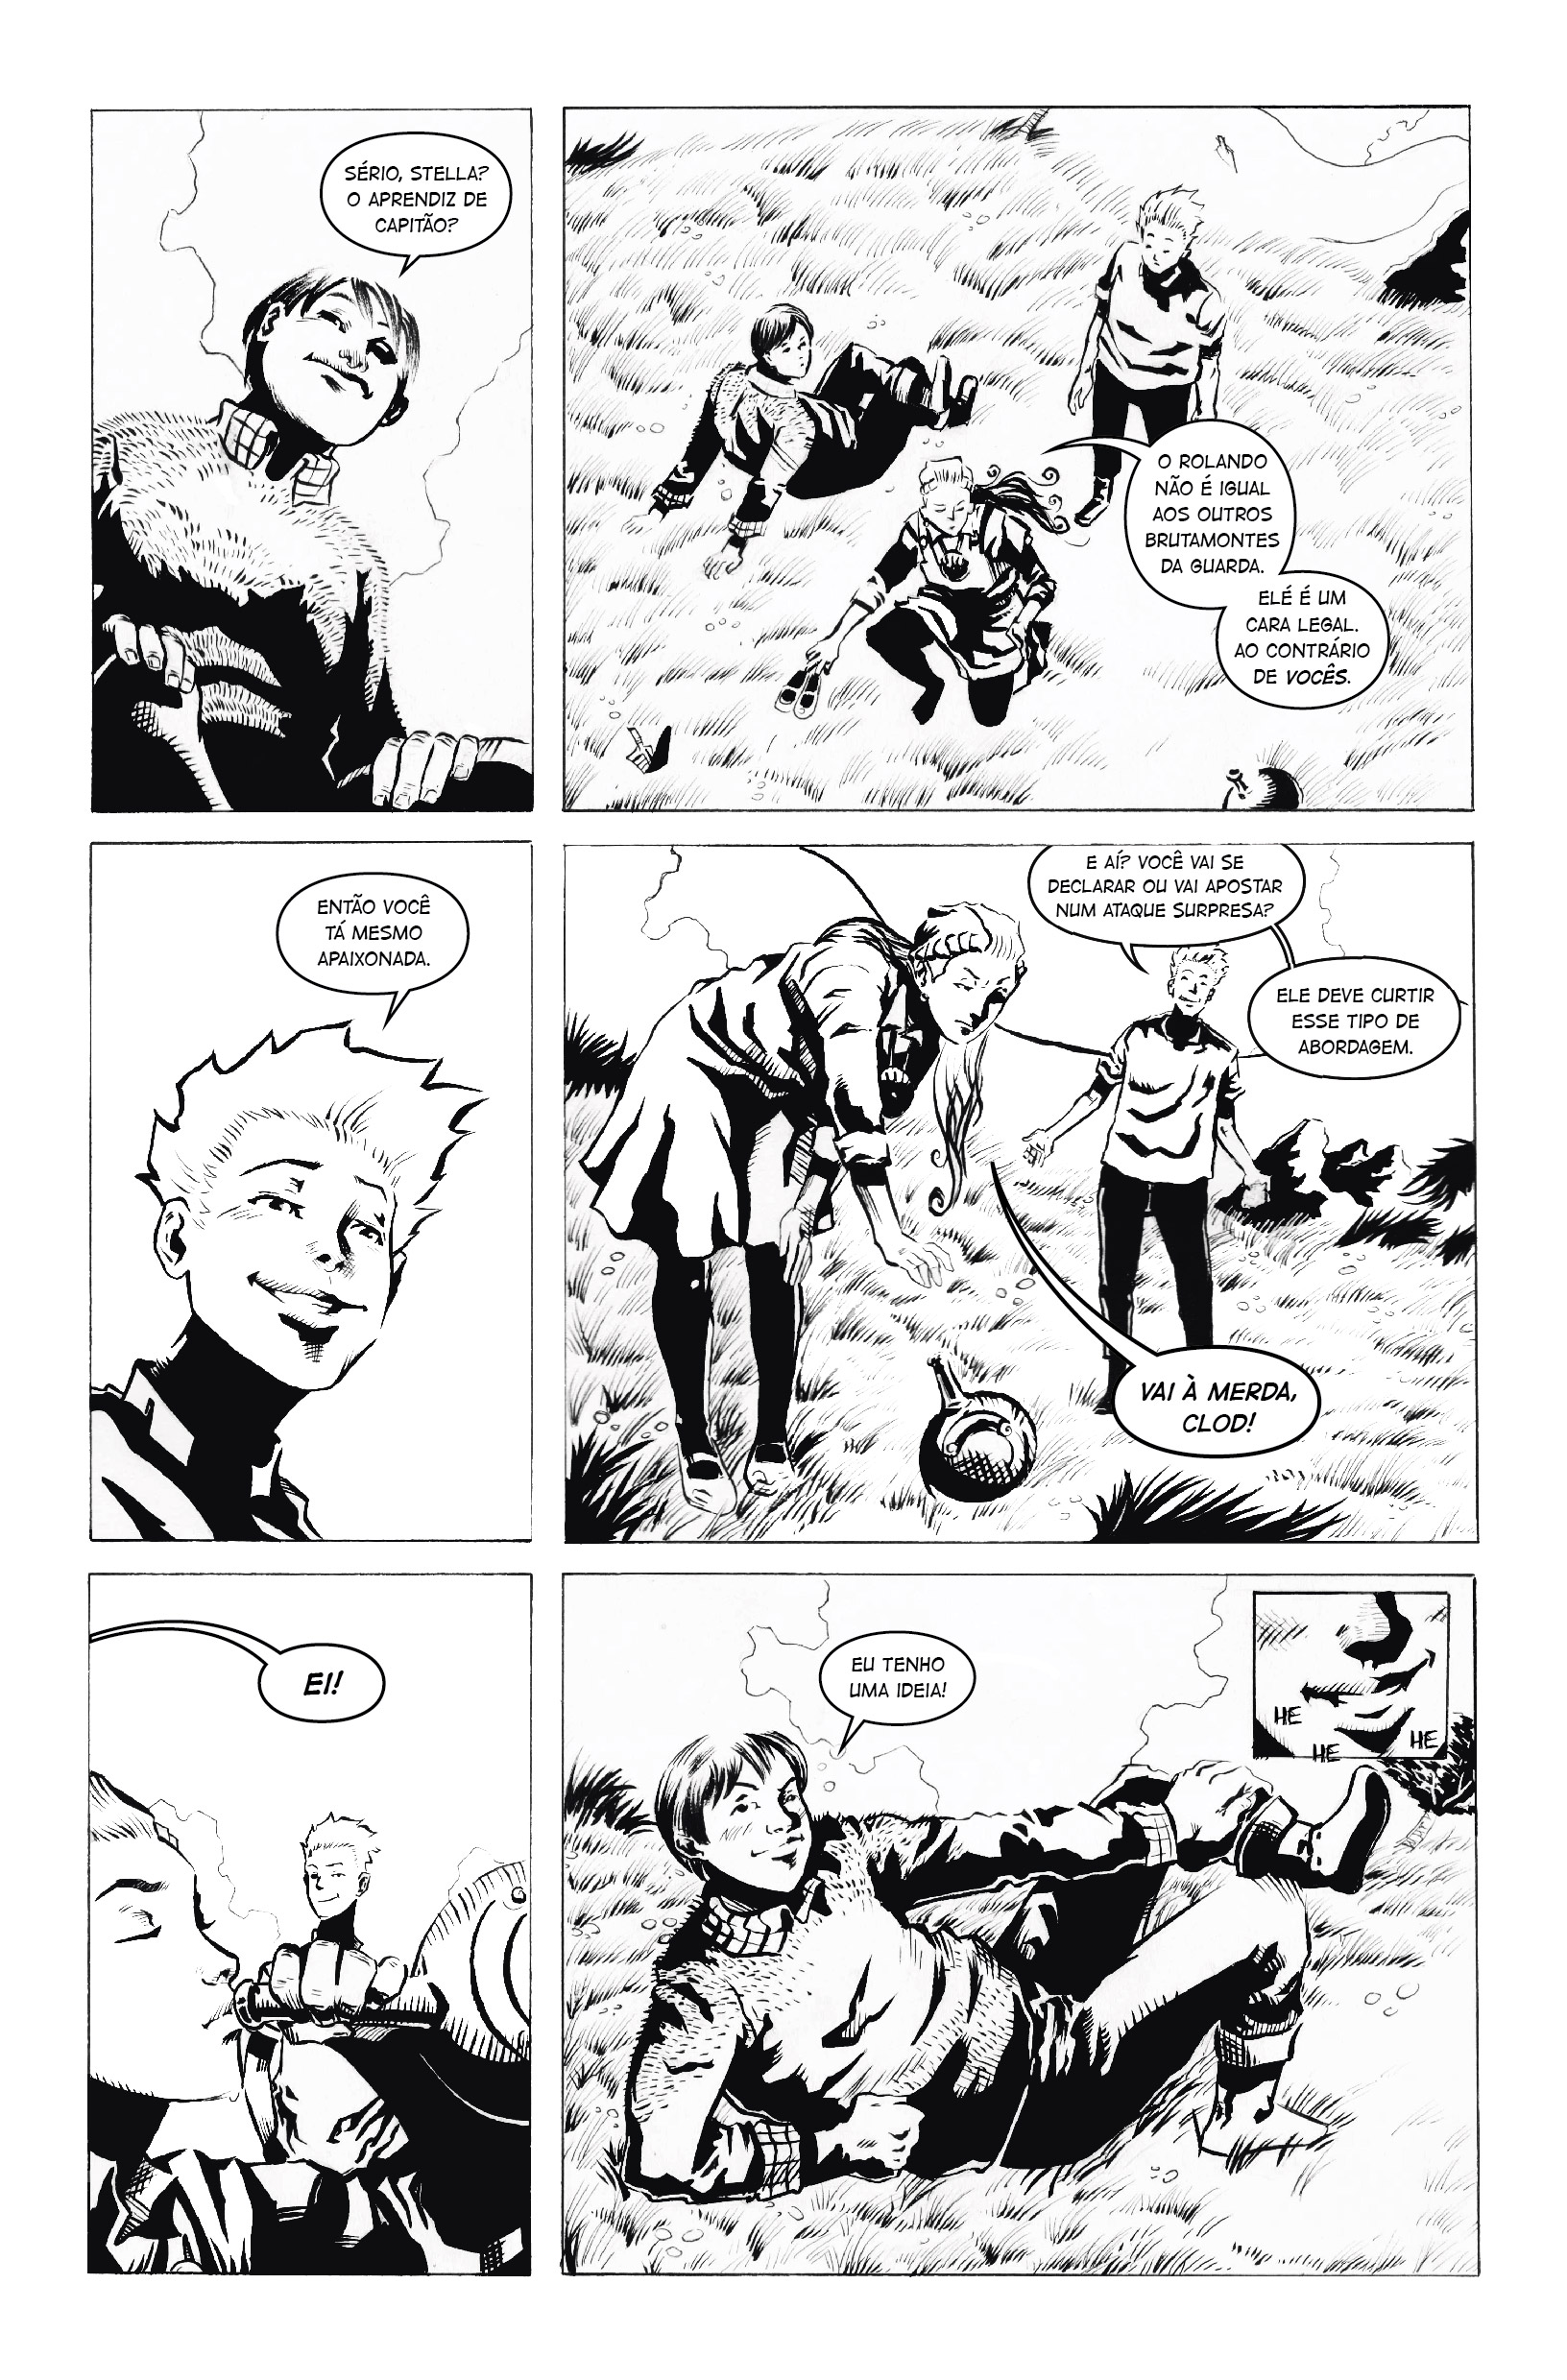 SÉRIO, STELLA?
O APRENDIZ DE
CAPITÃO?
O ROLANDO
NÃO É IGUAL
AOS OUTROS
BRUTAMONTES
DA GUARDA.
ELÉ É UM
CARA LEGAL.
AO CONTRÁRIO
DE VOCÊS.
ENTÃO VOCÊ
TÁ MESMO
APAIXONADA.
E AÍ? VOCÊ VAI SE
DECLARAR OU VAI APOSTAR
NUM ATAQUE SURPRESA?
ELE DEVE CURTIR
ESSE TIPO DE
ABORDAGEM.
VAI À MERDA,
CLOD!
EI!
EU TENHO
UMA IDEIA!
HE
HE
HE